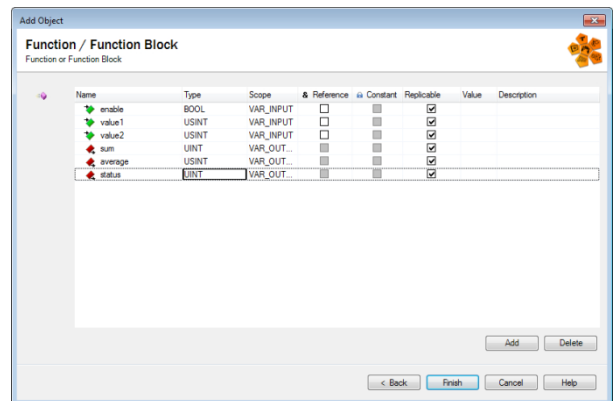 Add Object
Function / Function Block
Function or Function Block
Name Type Scope & Reference Constant Replicable Value Description
enable BOOL VAR_INPUT
value1 USINT VAR_INPUT
value2 USINT VAR_INPUT
sum UINT VAR_OUT...
average USINT VAR_OUT...
status UINT VAR_OUT...
Add Delete
< Back Finish Cancel Help